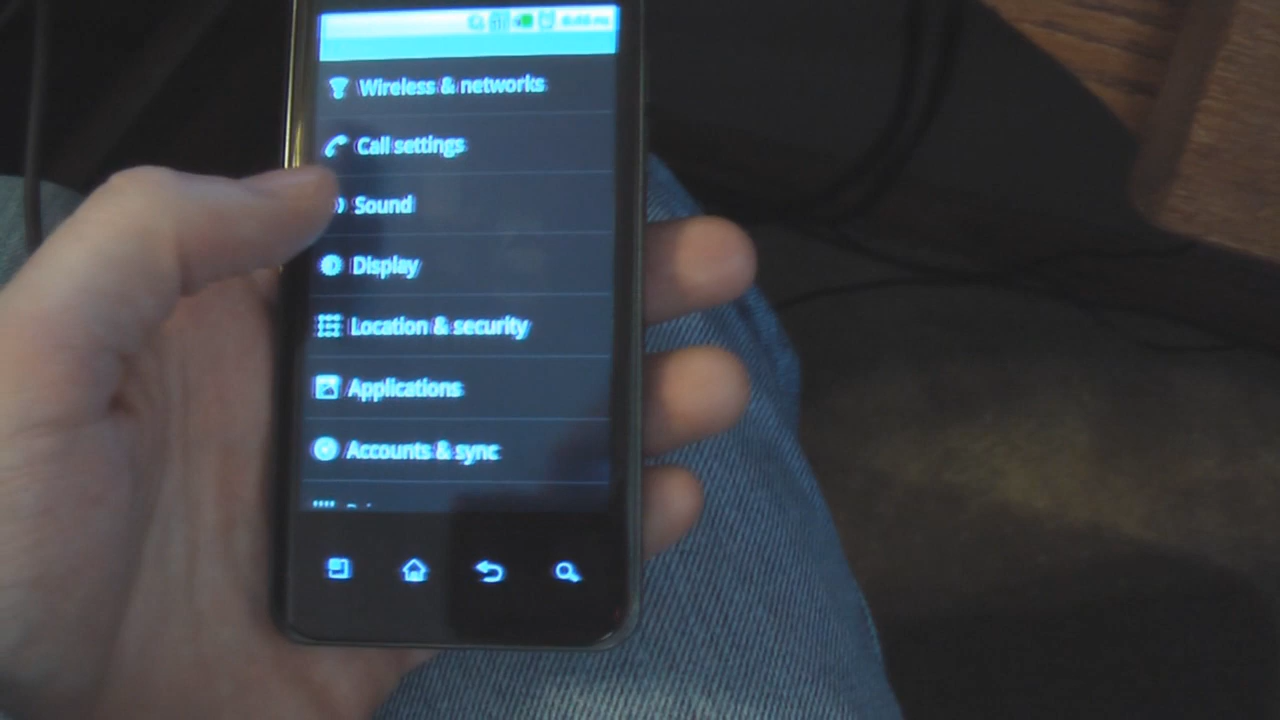 Wireless & networks
Call settings
Sound
Display
Location & security
Applications
Accounts & sync